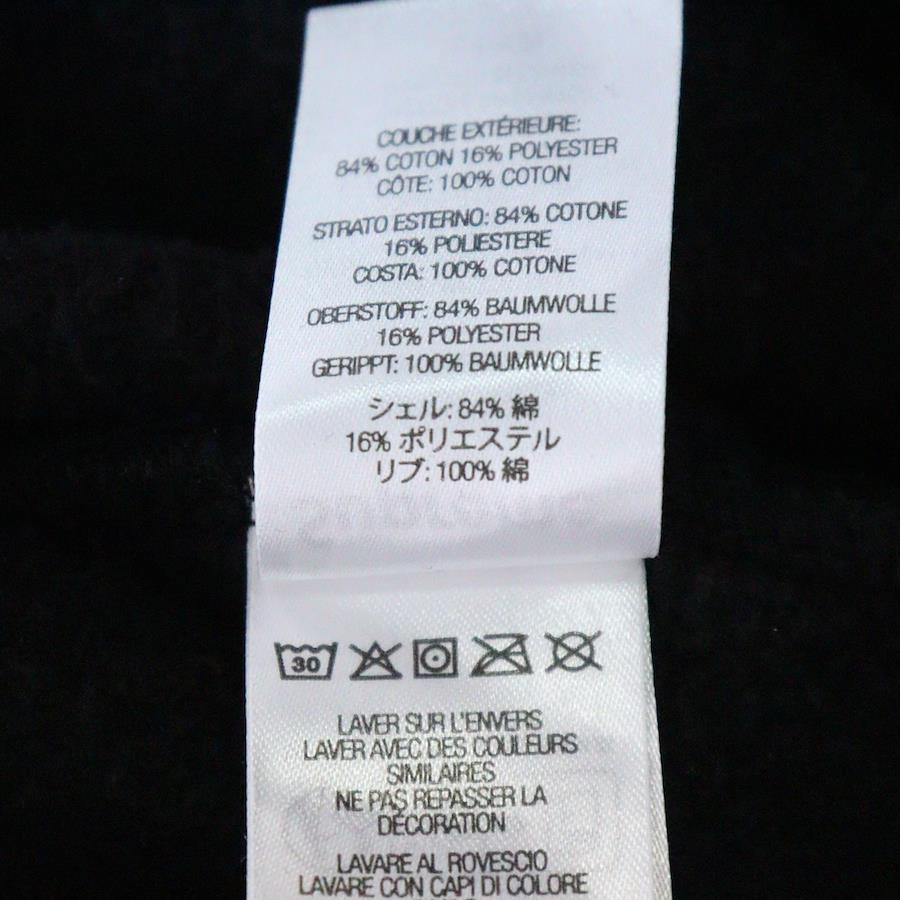 COUCHE EXTÉRIEURE:
84% COTON 16% POLYESTER
CÔTE: 100% COTON
STRATO ESTERNO: 84% COTONE
16% POLIESTERE
COSTA: 100% COTONE
OBERSTOFF: 84% BAUMWOLLE
16% POLYESTER
GERIPPT: 100% BAUMWOLLE
シェル: 84% 綿
16% ポリエステル
リブ: 100% 綿
30
LAVER SUR L'ENVERS
LAVER AVEC DES COULEURS
SIMILAIRES
NE PAS REPASSER LA
DÉCORATION
LAVARE AL ROVESCIO
LAVARE CON CAPI DI COLORE